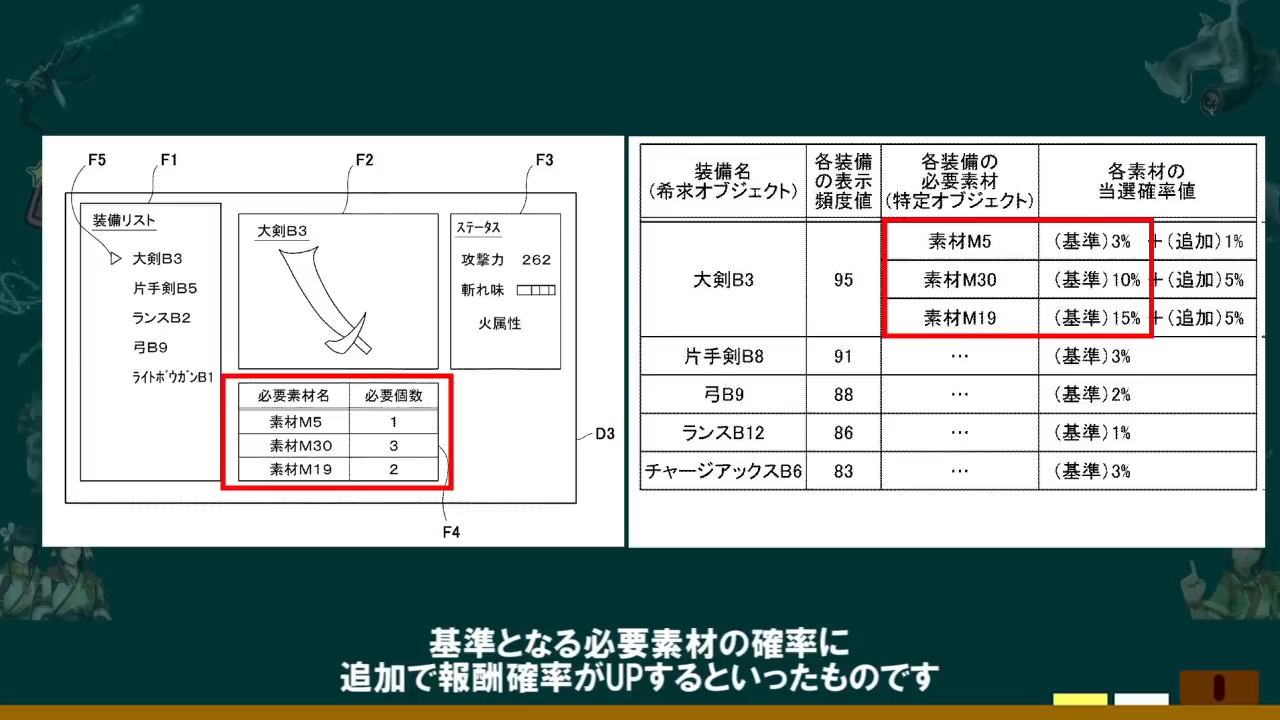 F5
F1
F2
F3
装備リスト
大剣B3
片手剣B5
ランスB2
弓B9
ﾗｲﾄﾎﾞｳｶﾞﾝB1
大剣B3
ｽﾃｰﾀｽ
攻撃力 262
斬れ味
火属性
必要素材名 必要個数
素材M5 1
素材M30 3
素材M19 2
D3
F4
装備名
(希求オブジェクト)
各装備
の表示
頻度値
各装備の
必要素材
(特定オブジェクト)
各素材の
当選確率値
大剣B3 95
素材M5 (基準)3% +(追加)1%
素材M30 (基準)10% +(追加)5%
素材M19 (基準)15% +(追加)5%
片手剣B8 91 … (基準)3%
弓B9 88 … (基準)2%
ランスB12 86 … (基準)1%
チャージアックスB6 83 … (基準)3%
基準となる必要素材の確率に
追加で報酬確率がUPするといったものです